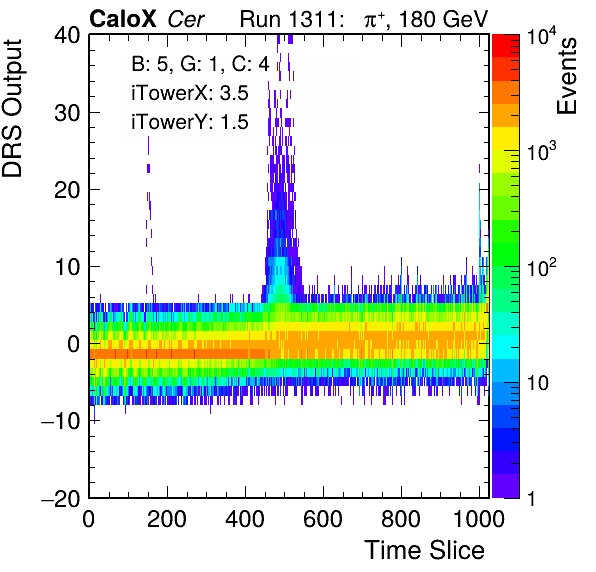 CaloX Cer Run 1311: π⁺, 180 GeV
DRS Output
Events
B: 5, G: 1, C: 4
iTowerX: 3.5
iTowerY: 1.5
40
30
20
10
0
−10
−20
0 200 400 600 800 1000
Time Slice
10⁴
10³
10²
10
1